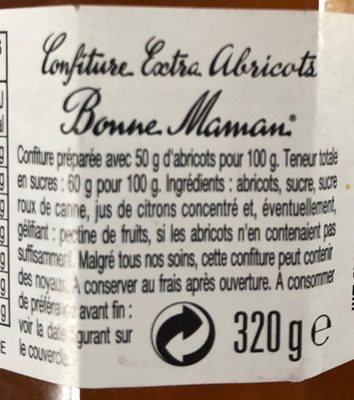 Confiture Extra Abricots
Bonne Maman
Confiture préparée avec 50 g d'abricots pour 100 g. Teneur totale
en sucres : 60 g pour 100 g. Ingrédients : abricots, sucre, sucre
roux de canne, jus de citrons concentré et, éventuellement,
gélifiant : pectine de fruits, si les abricots n'en contenaient pas
suffisamment. Malgré tous nos soins, cette confiture peut contenir
des noyaux. A conserver au frais après ouverture. A consommer
de préférence avant fin :
voir la date figurant sur
le couvercle
320 g e